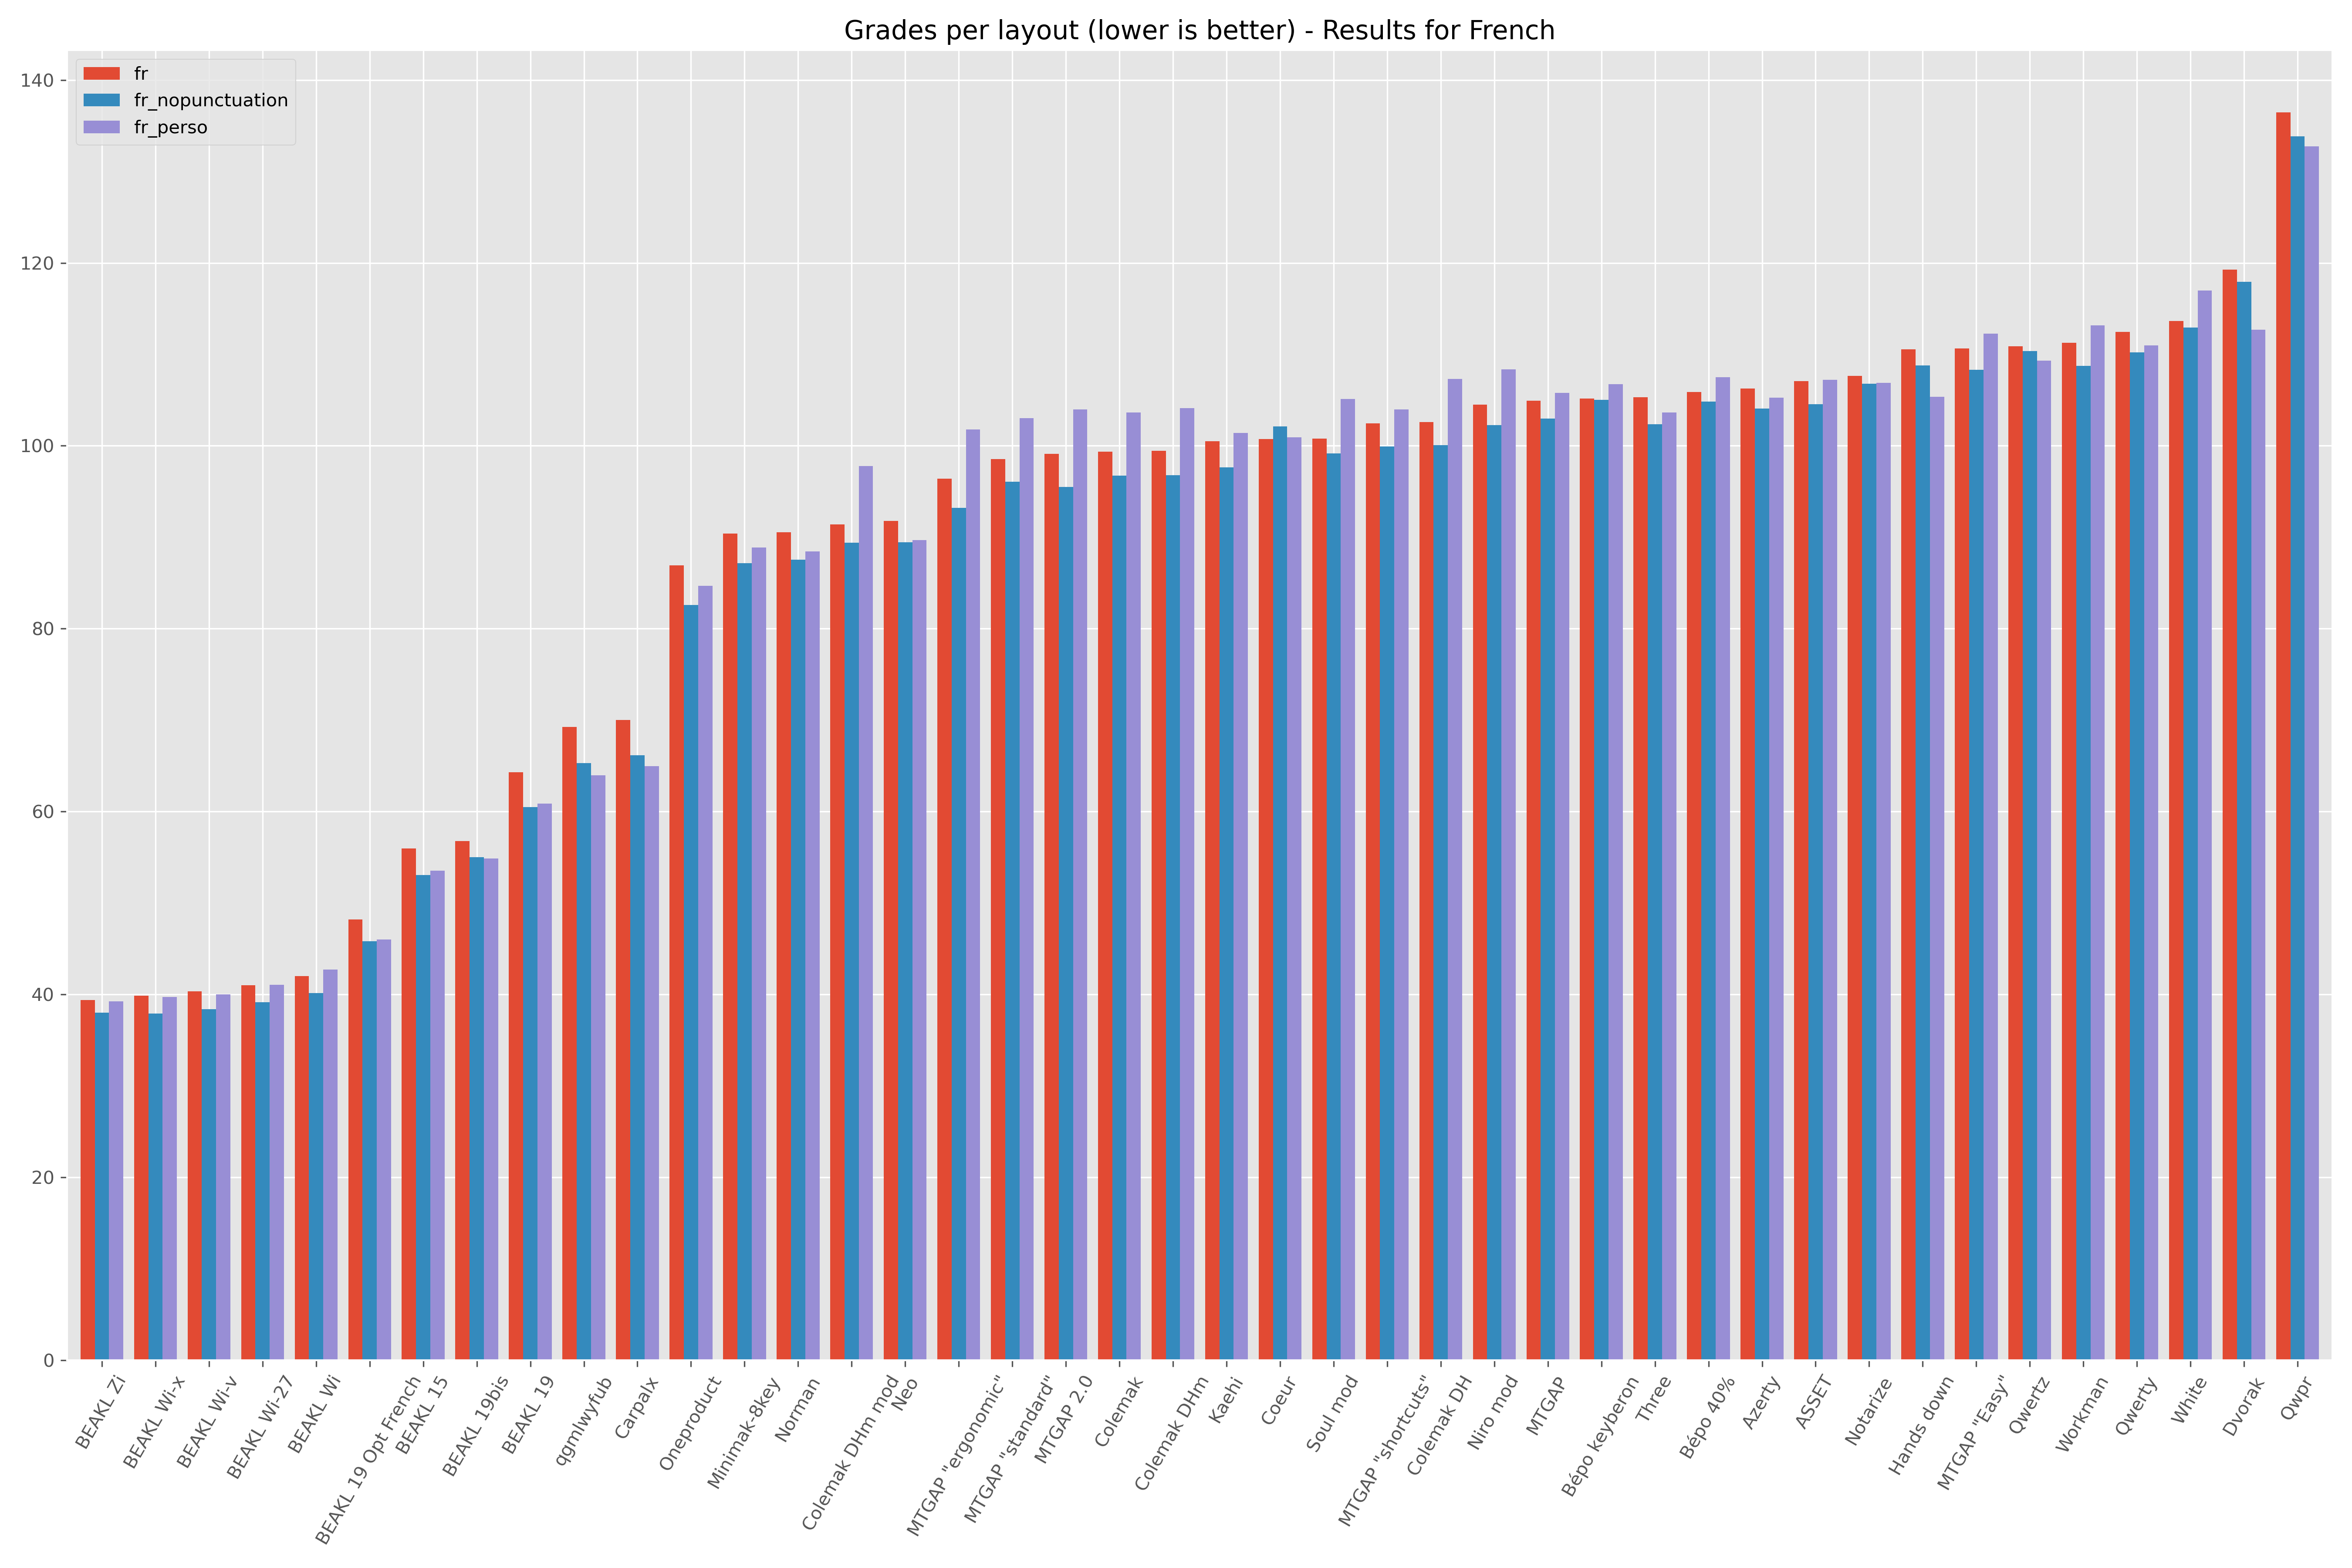 Grades per layout (lower is better) - Results for French
fr
fr_nopunctuation
fr_perso
140
120
100
80
60
40
20
0
BEAKL Zi
BEAKL Wi-x
BEAKL Wi-v
BEAKL Wi-27
BEAKL Wi
BEAKL 19 Opt French
BEAKL 15
BEAKL 19bis
BEAKL 19
qgmlwyfub
Carpalx
Oneproduct
Minimak-8key
Norman
Colemak DHm mod
Neo
MTGAP "ergonomic"
MTGAP "standard"
MTGAP 2.0
Colemak
Colemak DHm
Kaehi
Coeur
Soul mod
MTGAP "shortcuts"
Colemak DH
Niro mod
MTGAP
Bépo keyberon
Three
Bépo 40%
Azerty
ASSET
Notarize
Hands down
MTGAP "Easy"
Qwertz
Workman
Qwerty
White
Dvorak
Qwpr